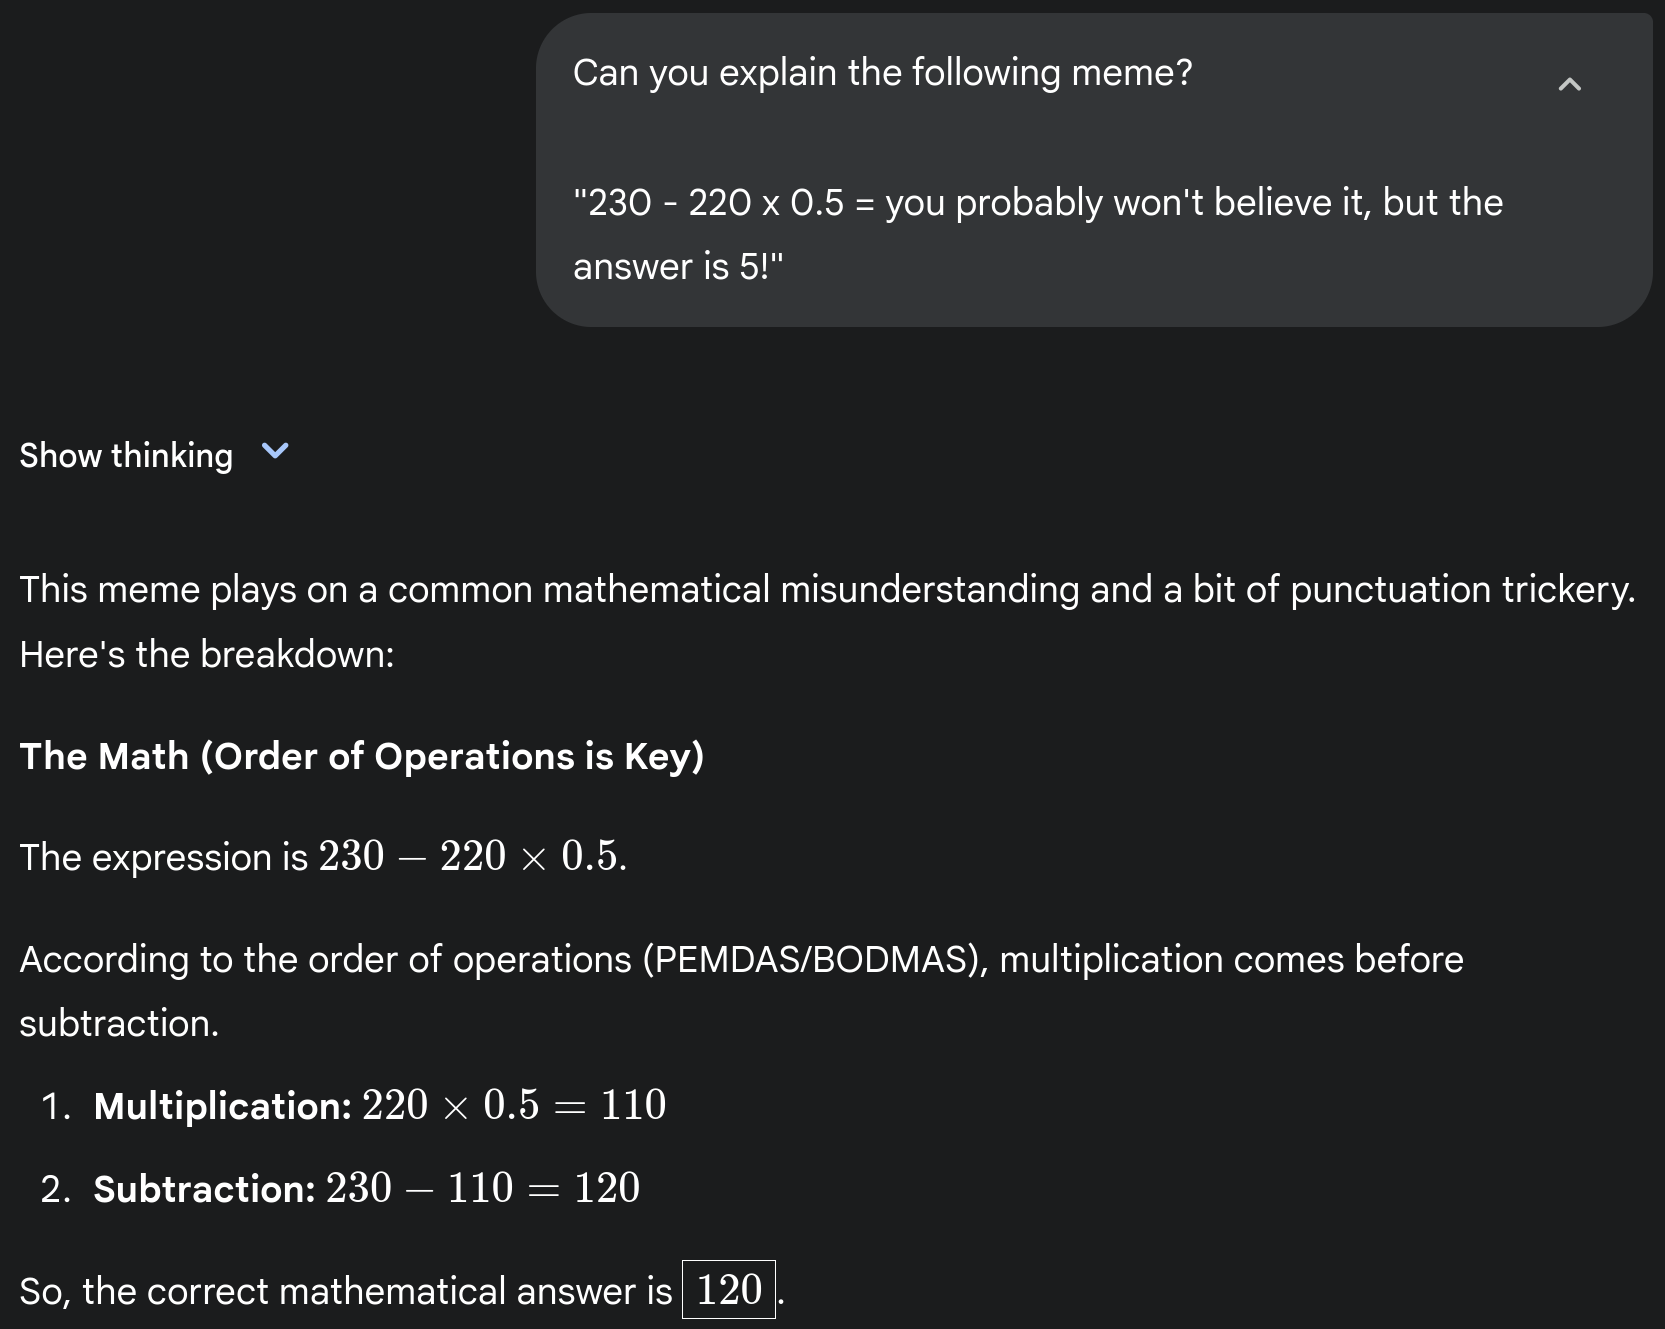 Can you explain the following meme?
"230 - 220 x 0.5 = you probably won't believe it, but the
answer is 5!"
Show thinking
This meme plays on a common mathematical misunderstanding and a bit of punctuation trickery.
Here's the breakdown:
The Math (Order of Operations is Key)
The expression is 230 − 220 × 0.5.
According to the order of operations (PEMDAS/BODMAS), multiplication comes before
subtraction.
1. Multiplication: 220 × 0.5 = 110
2. Subtraction: 230 − 110 = 120
So, the correct mathematical answer is 120.